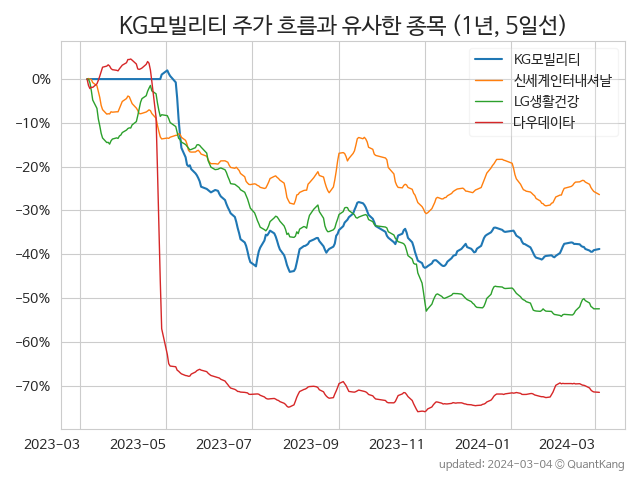 KG모빌리티 주가 흐름과 유사한 종목 (1년, 5일선)
KG모빌리티
신세계인터내셔날
LG생활건강
다우데이타
0%
−10%
−20%
−30%
−40%
−50%
−60%
−70%
2023-03 2023-05 2023-07 2023-09 2023-11 2024-01 2024-03
updated: 2024-03-04 © QuantKang